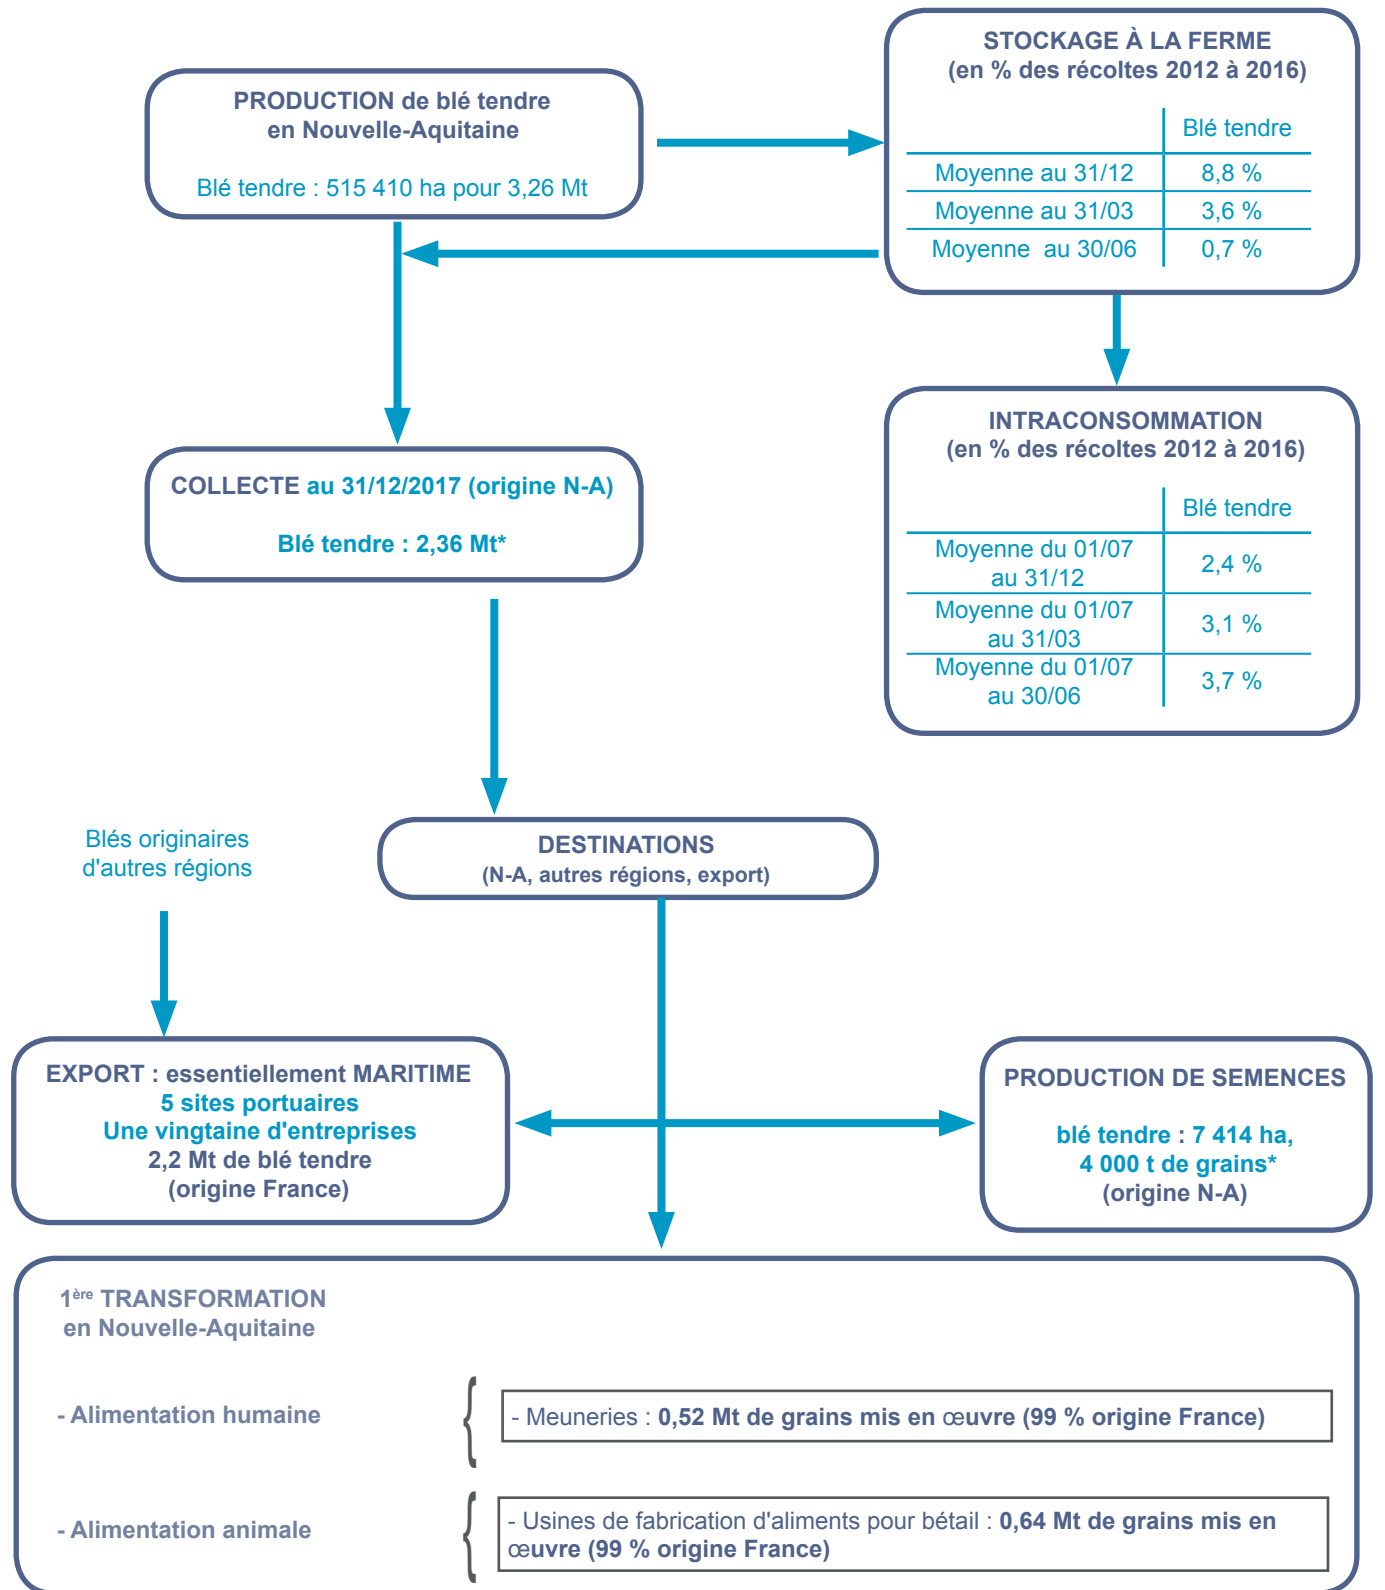 PRODUCTION de blé tendre
en Nouvelle-Aquitaine
Blé tendre : 515 410 ha pour 3,26 Mt
STOCKAGE À LA FERME
(en % des récoltes 2012 à 2016)
Blé tendre
Moyenne au 31/12 8,8 %
Moyenne au 31/03 3,6 %
Moyenne au 30/06 0,7 %
INTRACONSOMMATION
(en % des récoltes 2012 à 2016)
Blé tendre
Moyenne du 01/07
au 31/12
2,4 %
Moyenne du 01/07
au 31/03
3,1 %
Moyenne du 01/07
au 30/06
3,7 %
COLLECTE au 31/12/2017 (origine N-A)
Blé tendre : 2,36 Mt*
DESTINATIONS
(N-A, autres régions, export)
Blés originaires
d'autres régions
EXPORT : essentiellement MARITIME
5 sites portuaires
Une vingtaine d'entreprises
2,2 Mt de blé tendre
(origine France)
PRODUCTION DE SEMENCES
blé tendre : 7 414 ha,
4 000 t de grains*
(origine N-A)
1ère TRANSFORMATION
en Nouvelle-Aquitaine
- Alimentation humaine
- Meuneries : 0,52 Mt de grains mis en œuvre (99 % origine France)
- Alimentation animale
- Usines de fabrication d'aliments pour bétail : 0,64 Mt de grains mis en
œuvre (99 % origine France)